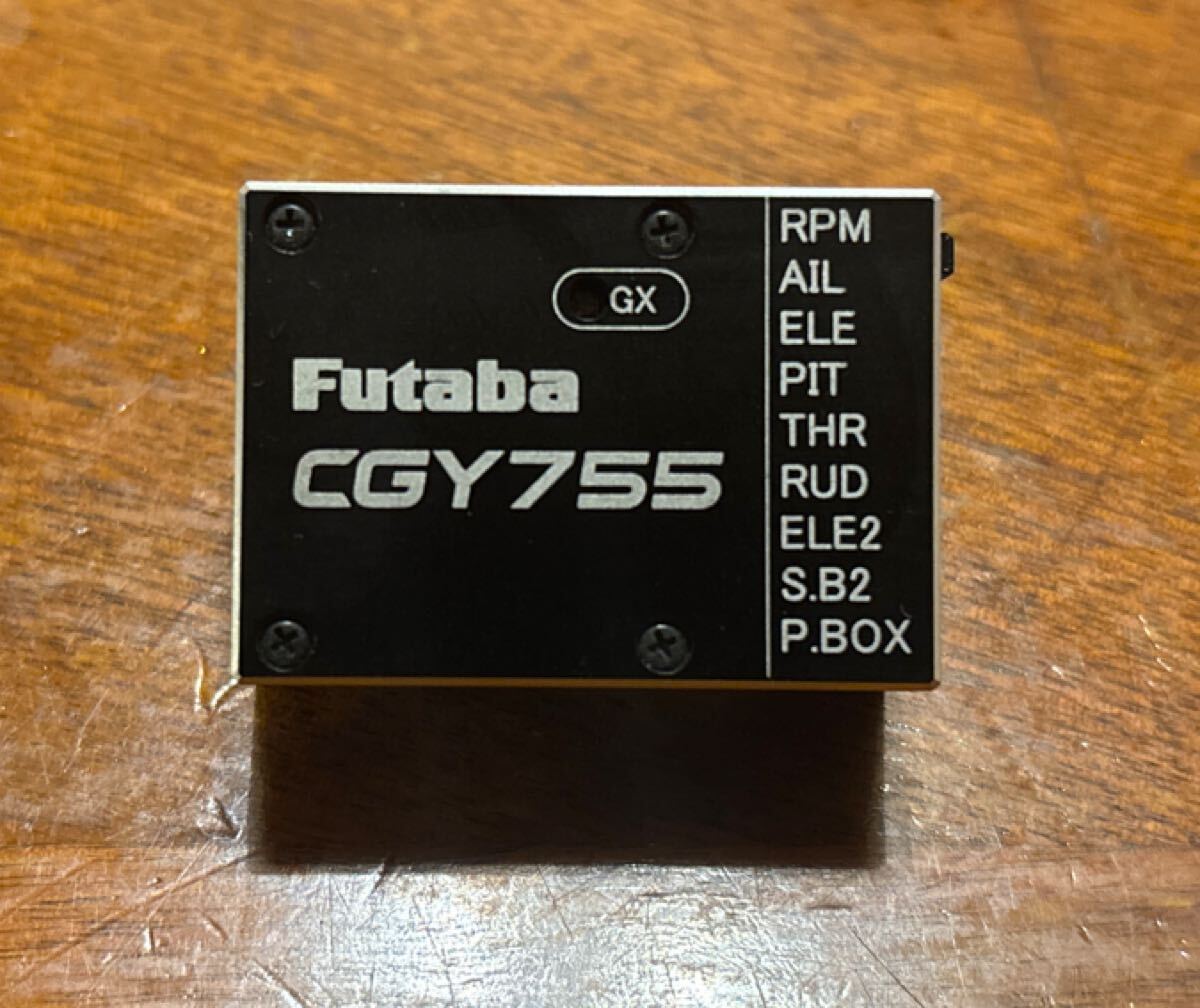 GX
Futaba
CGY755
RPM
AIL
ELE
PIT
THR
RUD
ELE2
S.B2
P.BOX